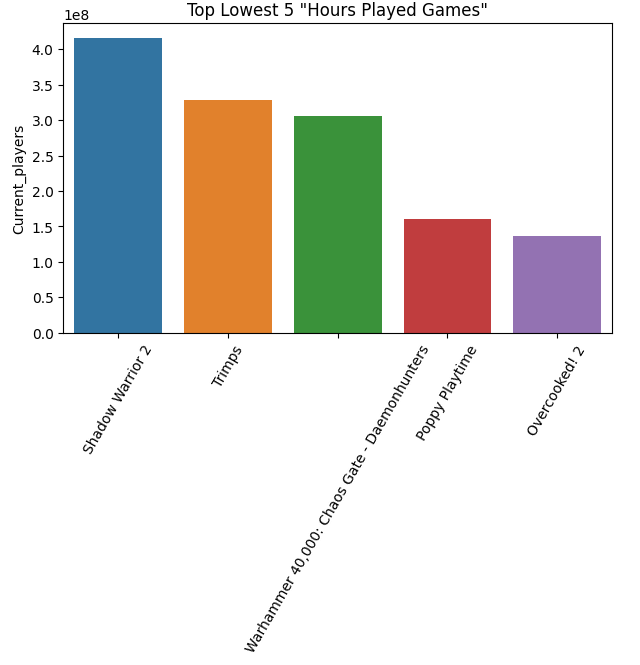 Top Lowest 5 "Hours Played Games"
1e8
Current_players
4.0
3.5
3.0
2.5
2.0
1.5
1.0
0.5
0.0
Shadow Warrior 2
Trimps
Warhammer 40,000: Chaos Gate - Daemonhunters
Poppy Playtime
Overcooked! 2